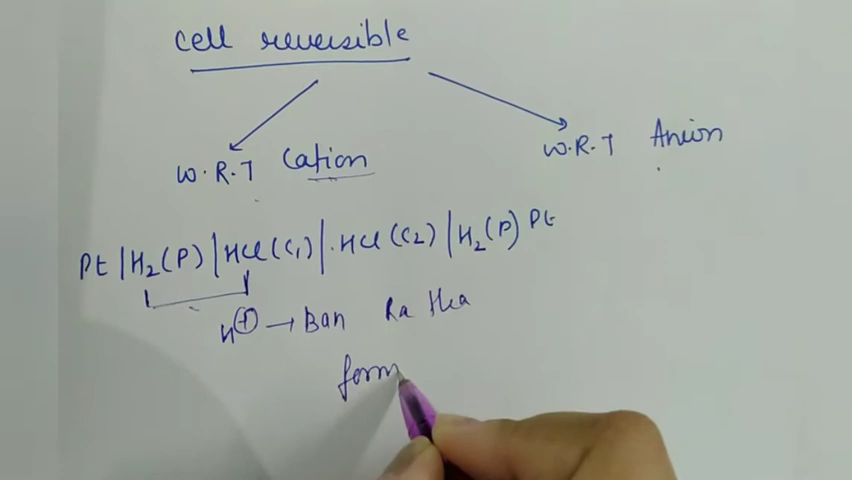 cell reversible
W.R.T Cation
W.R.T Anion
Pt | H₂(P) | HCl(C₁) | HCl (C₂) | H₂(P) Pt
H⊕ → Ban Ra Tha
form